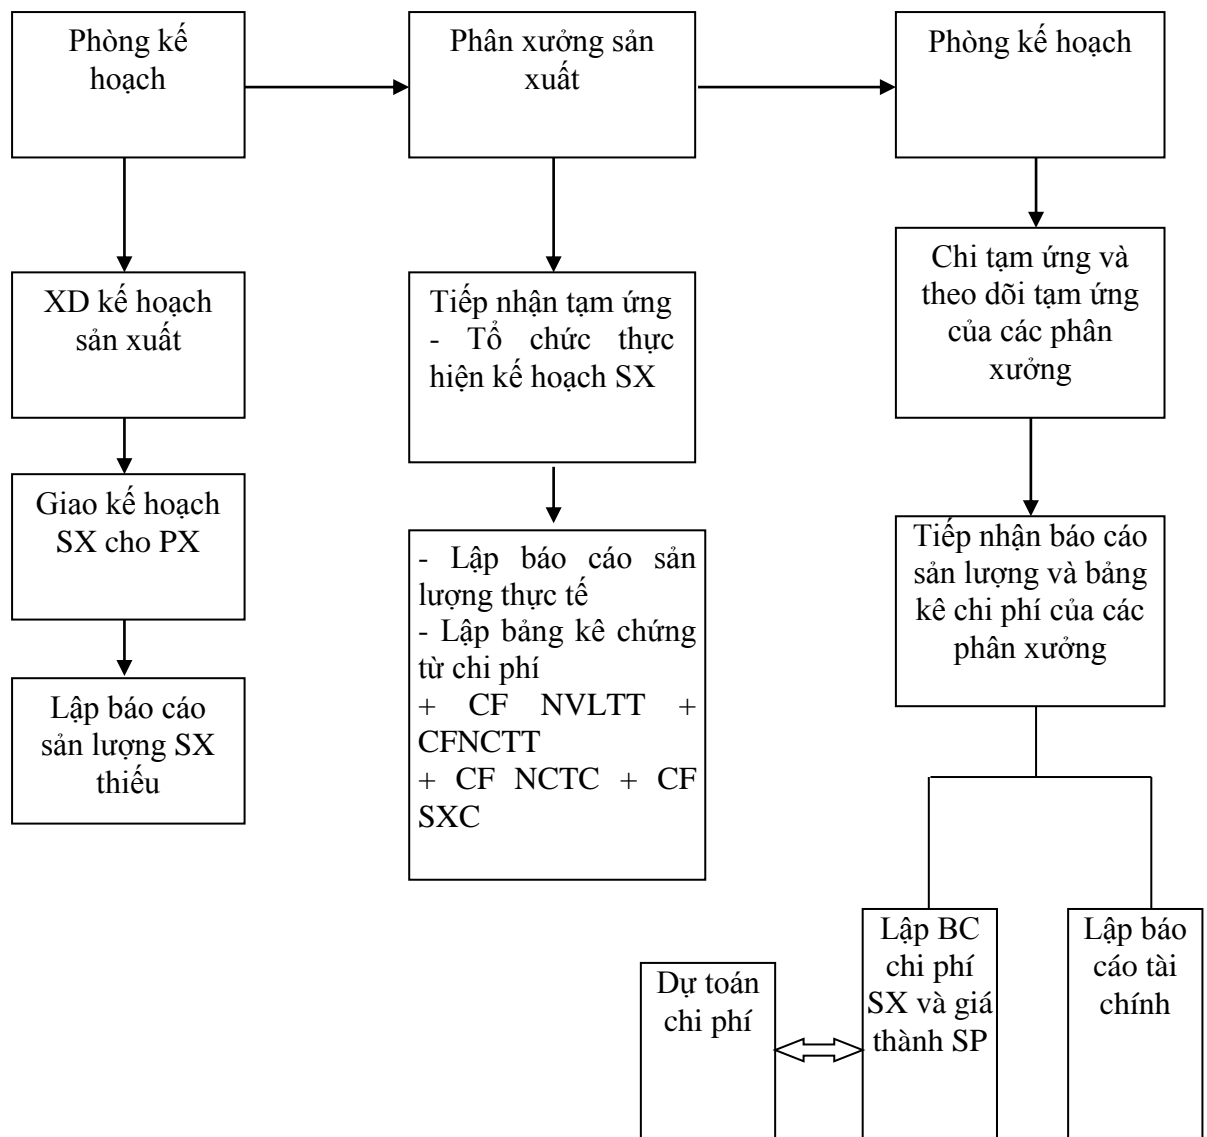 Phòng kế
hoạch
Phân xưởng sản
xuất
Phòng kế hoạch
XD kế hoạch
sản xuất
Tiếp nhận tạm ứng
- Tổ chức thực
hiện kế hoạch SX
Chi tạm ứng và
theo dõi tạm ứng
của các phân
xưởng
Giao kế hoạch
SX cho PX
- Lập báo cáo sản
lượng thực tế
- Lập bảng kê chứng
từ chi phí
+ CF NVLTT +
CFNCTT
+ CF NCTC + CF
SXC
Tiếp nhận báo cáo
sản lượng và bảng
kê chi phí của các
phân xưởng
Lập báo cáo
sản lượng SX
thiếu
Dự toán
chi phí
Lập BC
chi phí
SX và giá
thành SP
Lập báo
cáo tài
chính